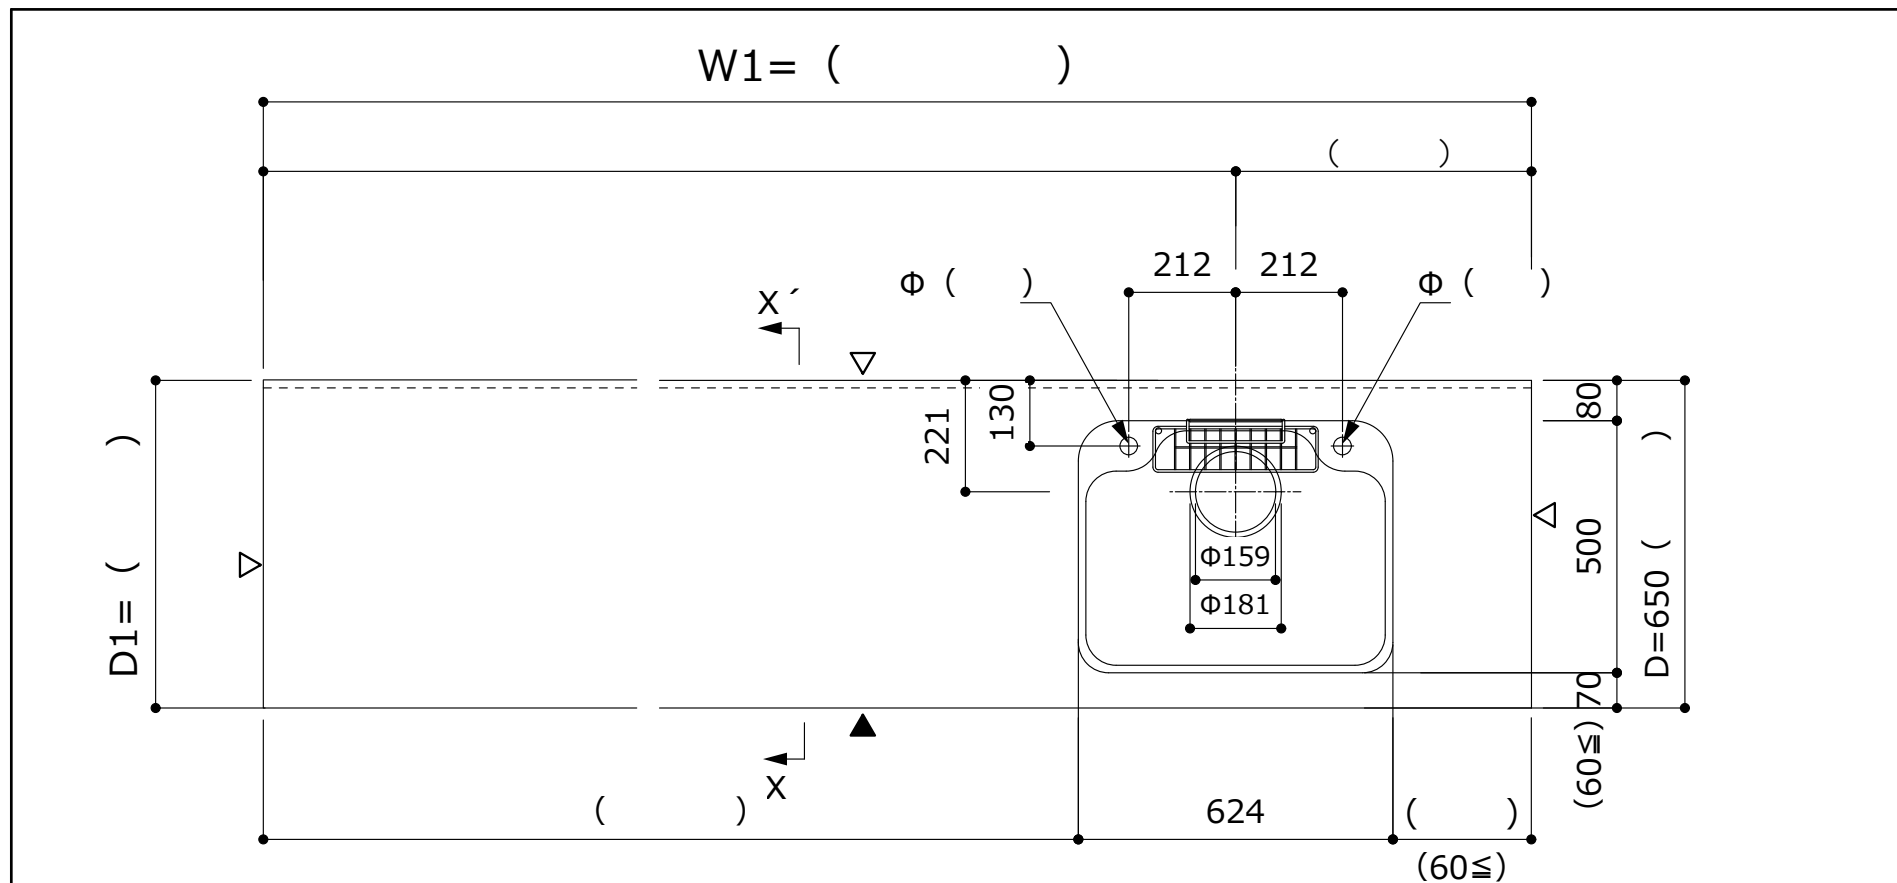 W1=（　　　　）
（　　）
212
212
Φ（　　）
Φ（　　）
X´
221
130
80
500
70
(60≦)
D=650（　　）
D1=（　　）
Φ159
Φ181
X
（　　　）
624
（　　）
（60≦）